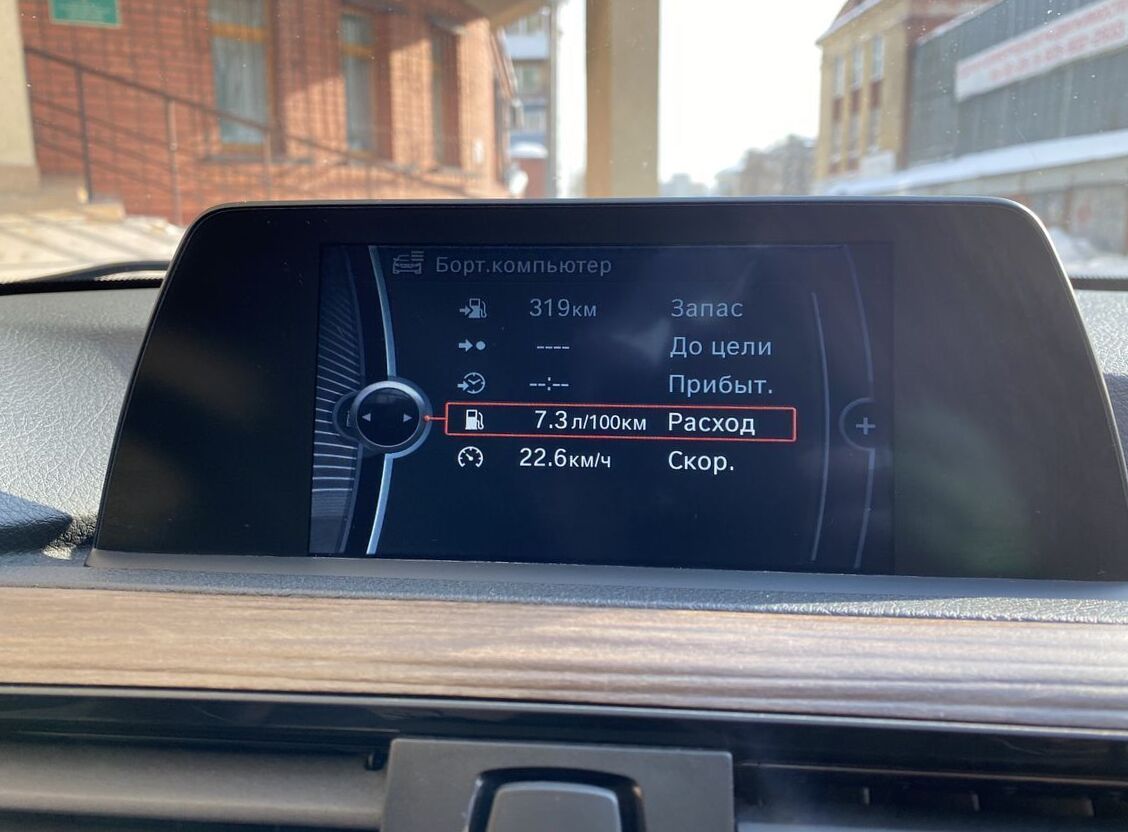 Борт.компьютер
319км Запас
---- До цели
--:-- Прибыт.
7.3л/100км Расход
22.6км/ч Скор.
+